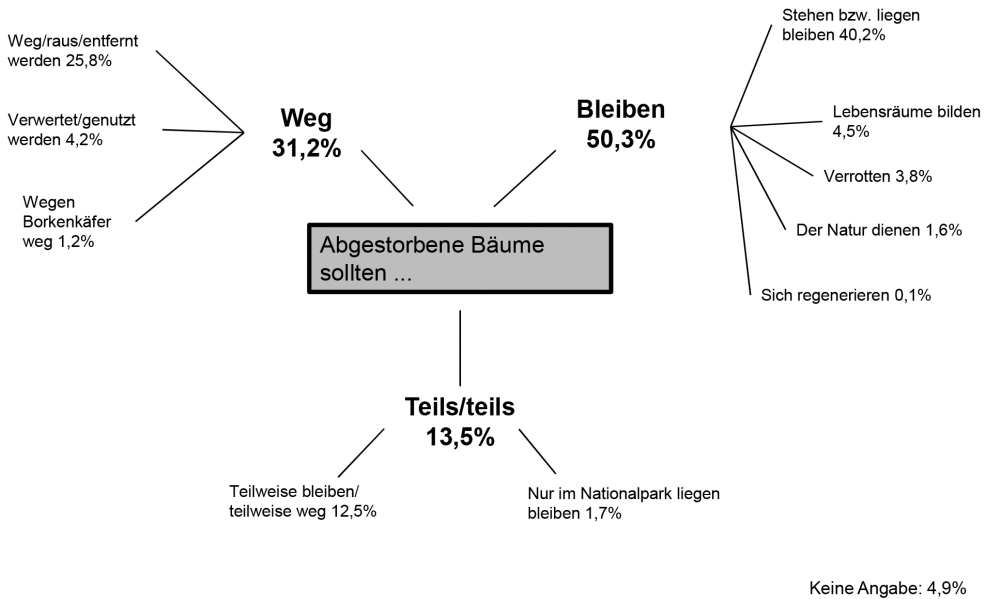 Weg/raus/entfernt
werden 25,8%
Verwertet/genutzt
werden 4,2%
Wegen
Borkenkäfer
weg 1,2%
Weg
31,2%
Bleiben
50,3%
Stehen bzw. liegen
bleiben 40,2%
Lebensräume bilden
4,5%
Verrotten 3,8%
Der Natur dienen 1,6%
Sich regenerieren 0,1%
Abgestorbene Bäume
sollten ...
Teils/teils
13,5%
Teilweise bleiben/
teilweise weg 12,5%
Nur im Nationalpark liegen
bleiben 1,7%
Keine Angabe: 4,9%